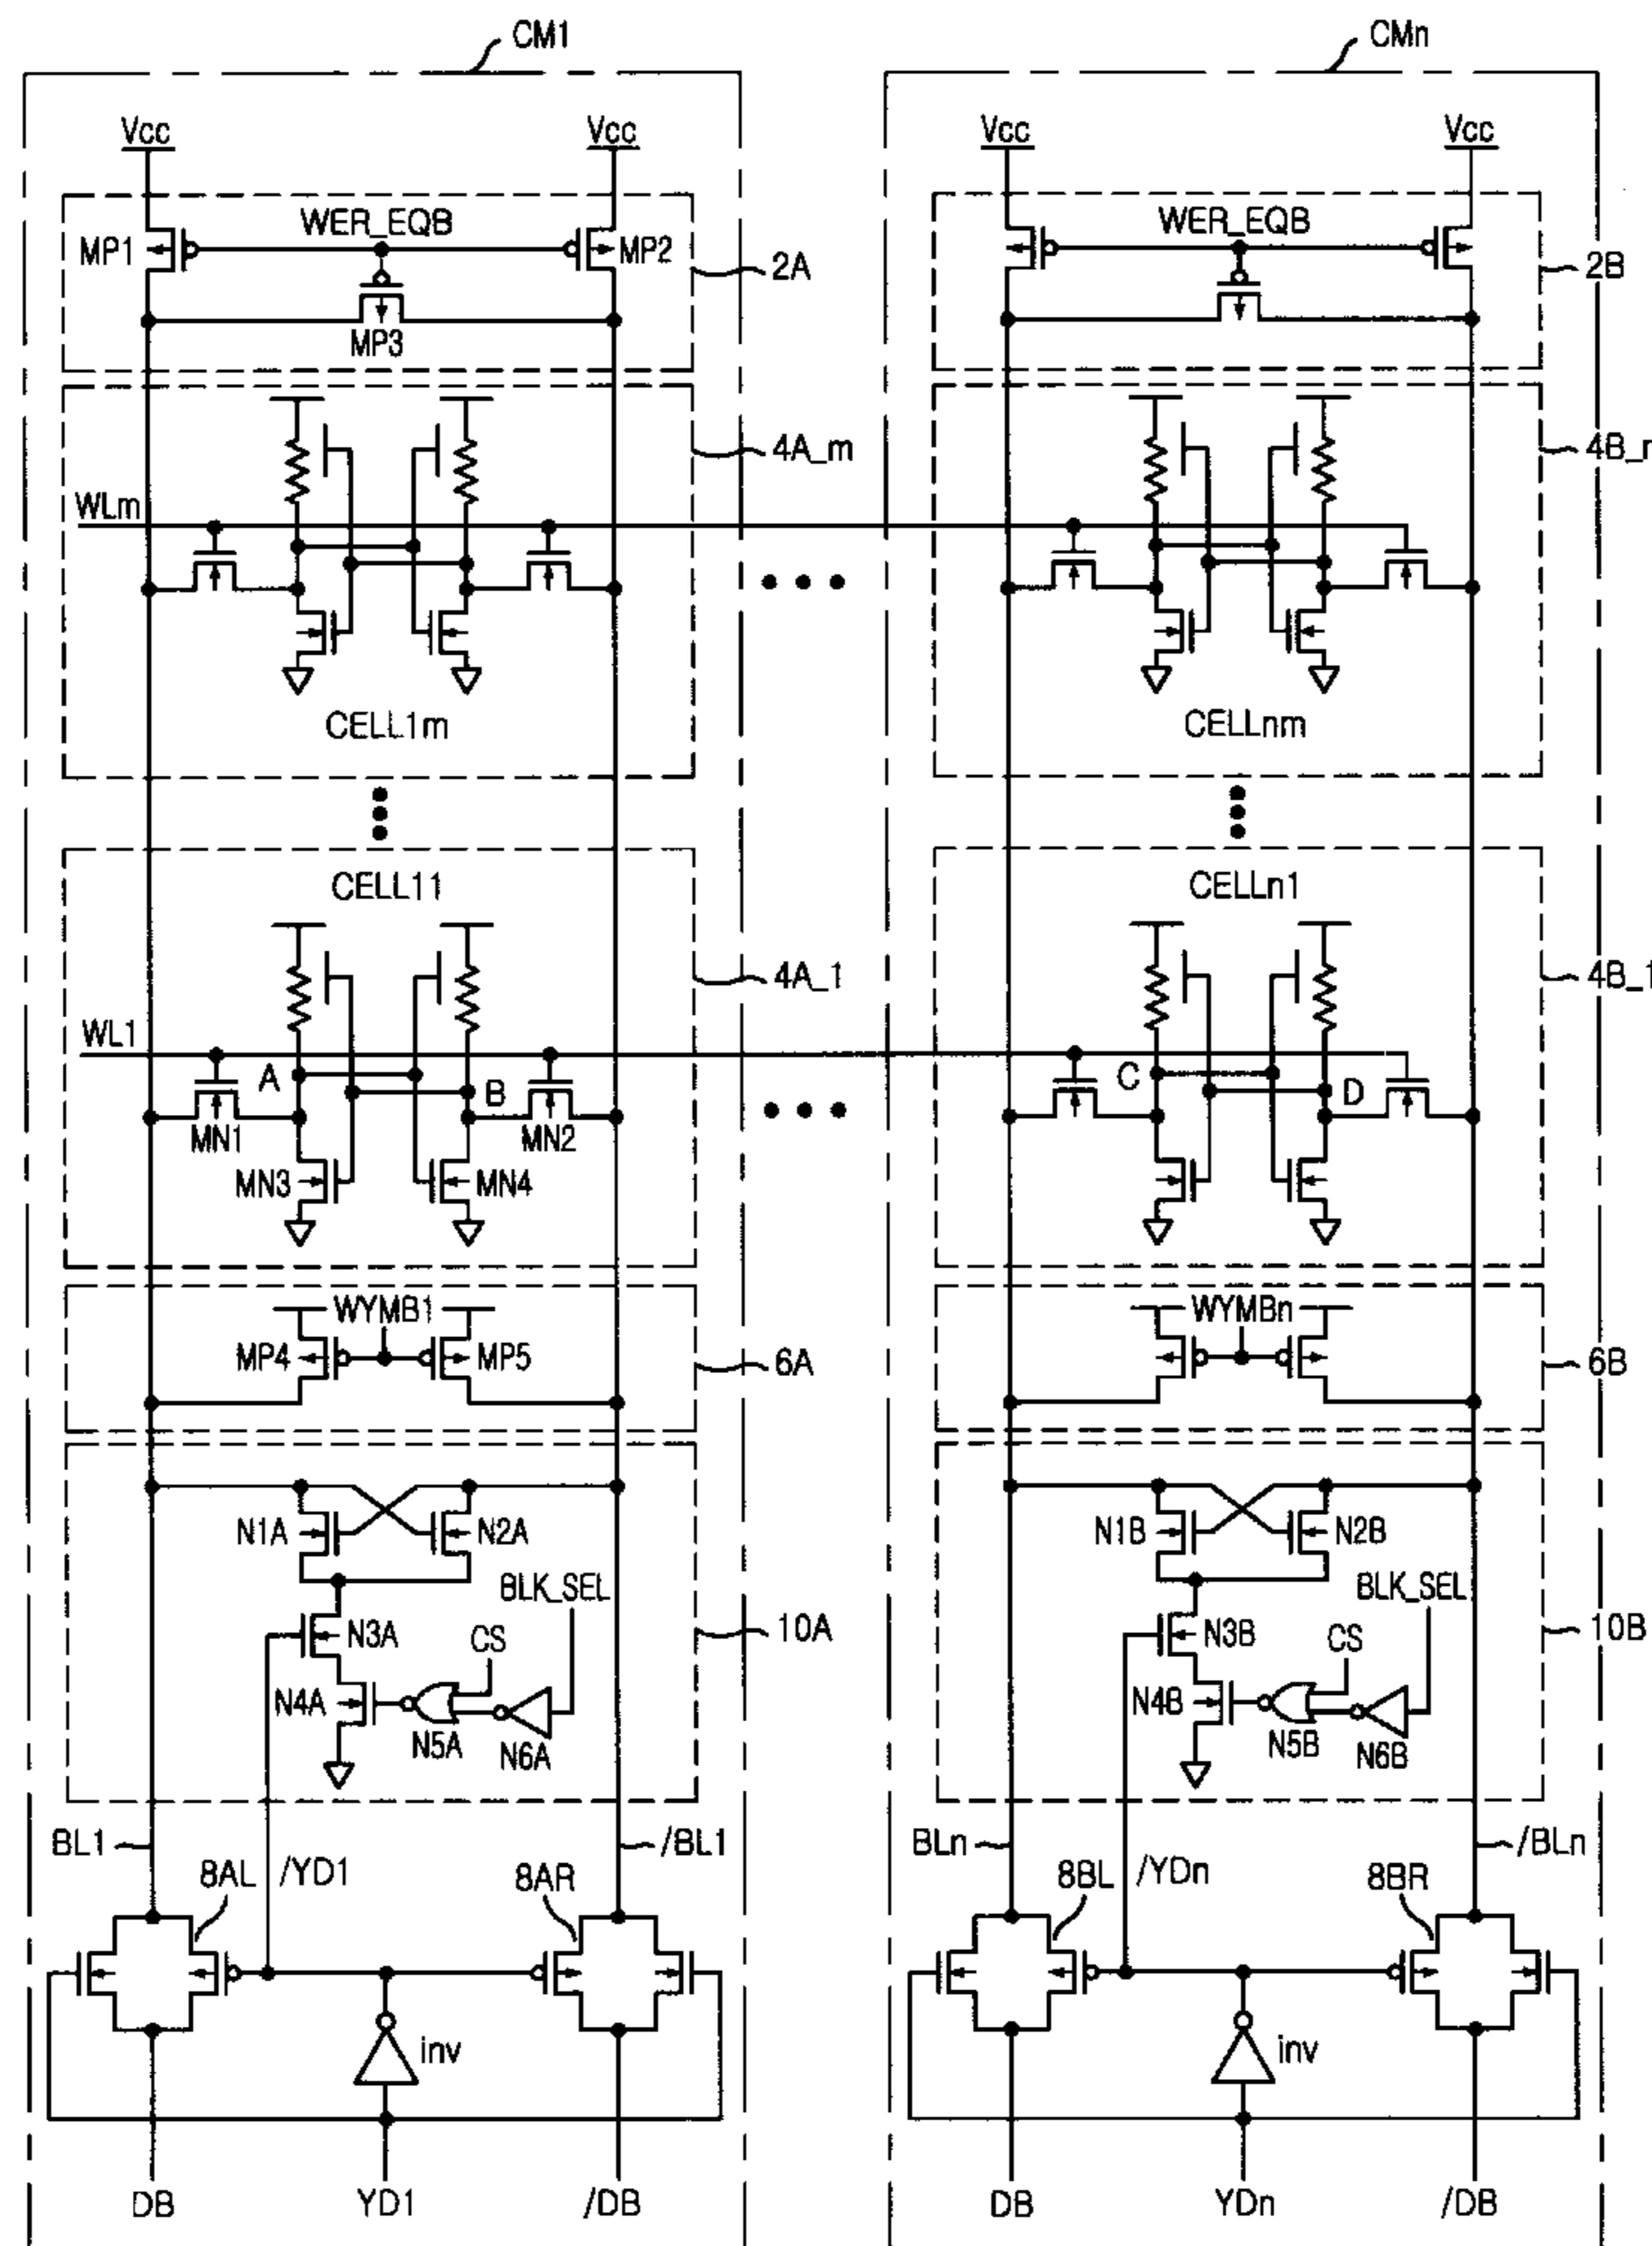 CM1 CMn
Vcc Vcc Vcc Vcc
WER_EQB WER_EQB
MP1 MP2 2A 2B
MP3
4A_m
WLm
CELL1m CELLnm
CELL11 CELLn1
4A_1 4B_1
WL1
A B C D
MN1 MN2
MN3 MN4
WYMB1 WYMBn
MP4 MP5 6A 6B
N1A N2A N1B N2B
BLK_SEL BLK_SEL
N3A CS 10A N3B CS 10B
N4A N4B
N5A N6A N5B N6B
BL1 /BL1 BLn /BLn
8AL /YD1 8AR 8BL /YDn 8BR
inv inv
DB YD1 /DB DB YDn /DB